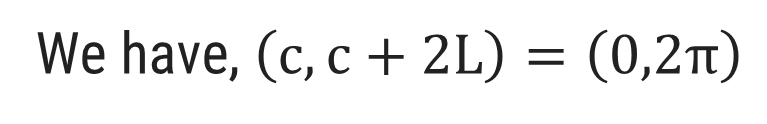 We have, (c, c + 2L) = (0,2π)